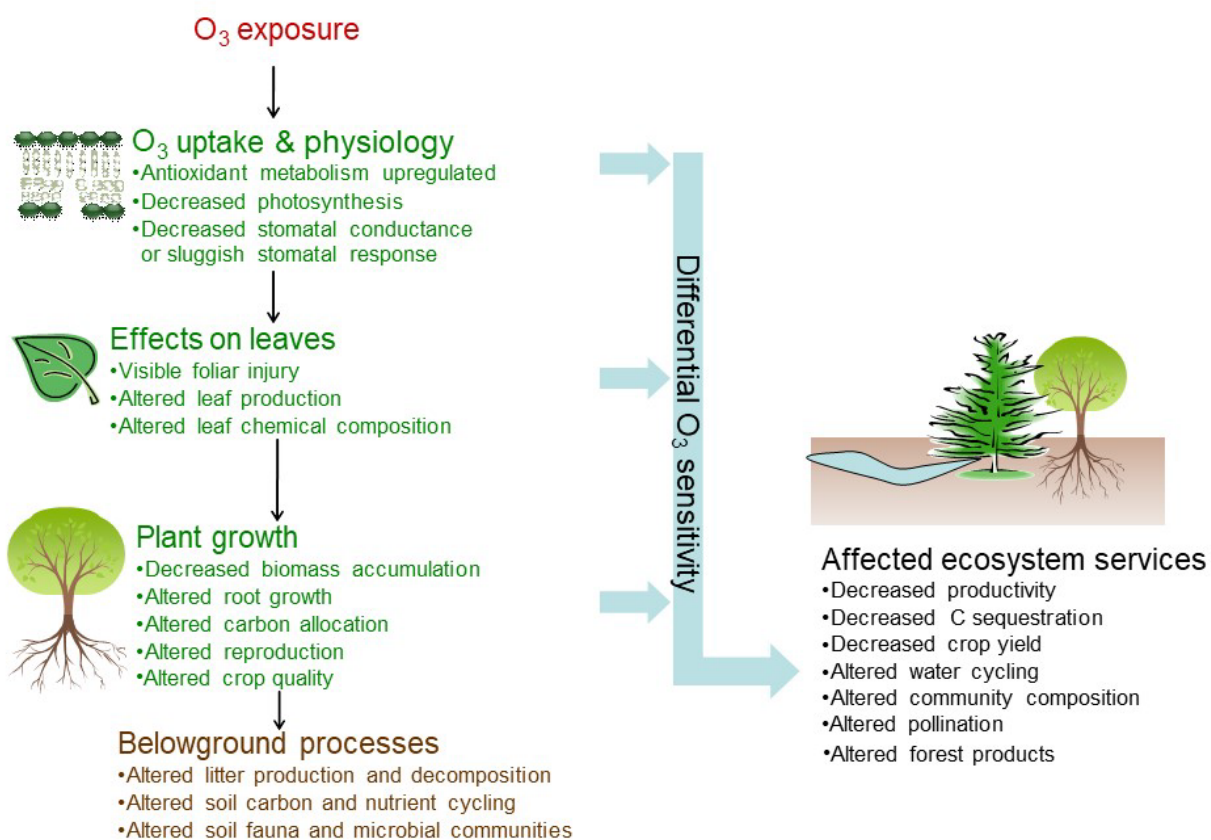 O₃ exposure
O₃ uptake & physiology
•Antioxidant metabolism upregulated
•Decreased photosynthesis
•Decreased stomatal conductance
or sluggish stomatal response
Effects on leaves
•Visible foliar injury
•Altered leaf production
•Altered leaf chemical composition
Plant growth
•Decreased biomass accumulation
•Altered root growth
•Altered carbon allocation
•Altered reproduction
•Altered crop quality
Belowground processes
•Altered litter production and decomposition
•Altered soil carbon and nutrient cycling
•Altered soil fauna and microbial communities
Differential O₃ sensitivity
Affected ecosystem services
•Decreased productivity
•Decreased C sequestration
•Decreased crop yield
•Altered water cycling
•Altered community composition
•Altered pollination
•Altered forest products